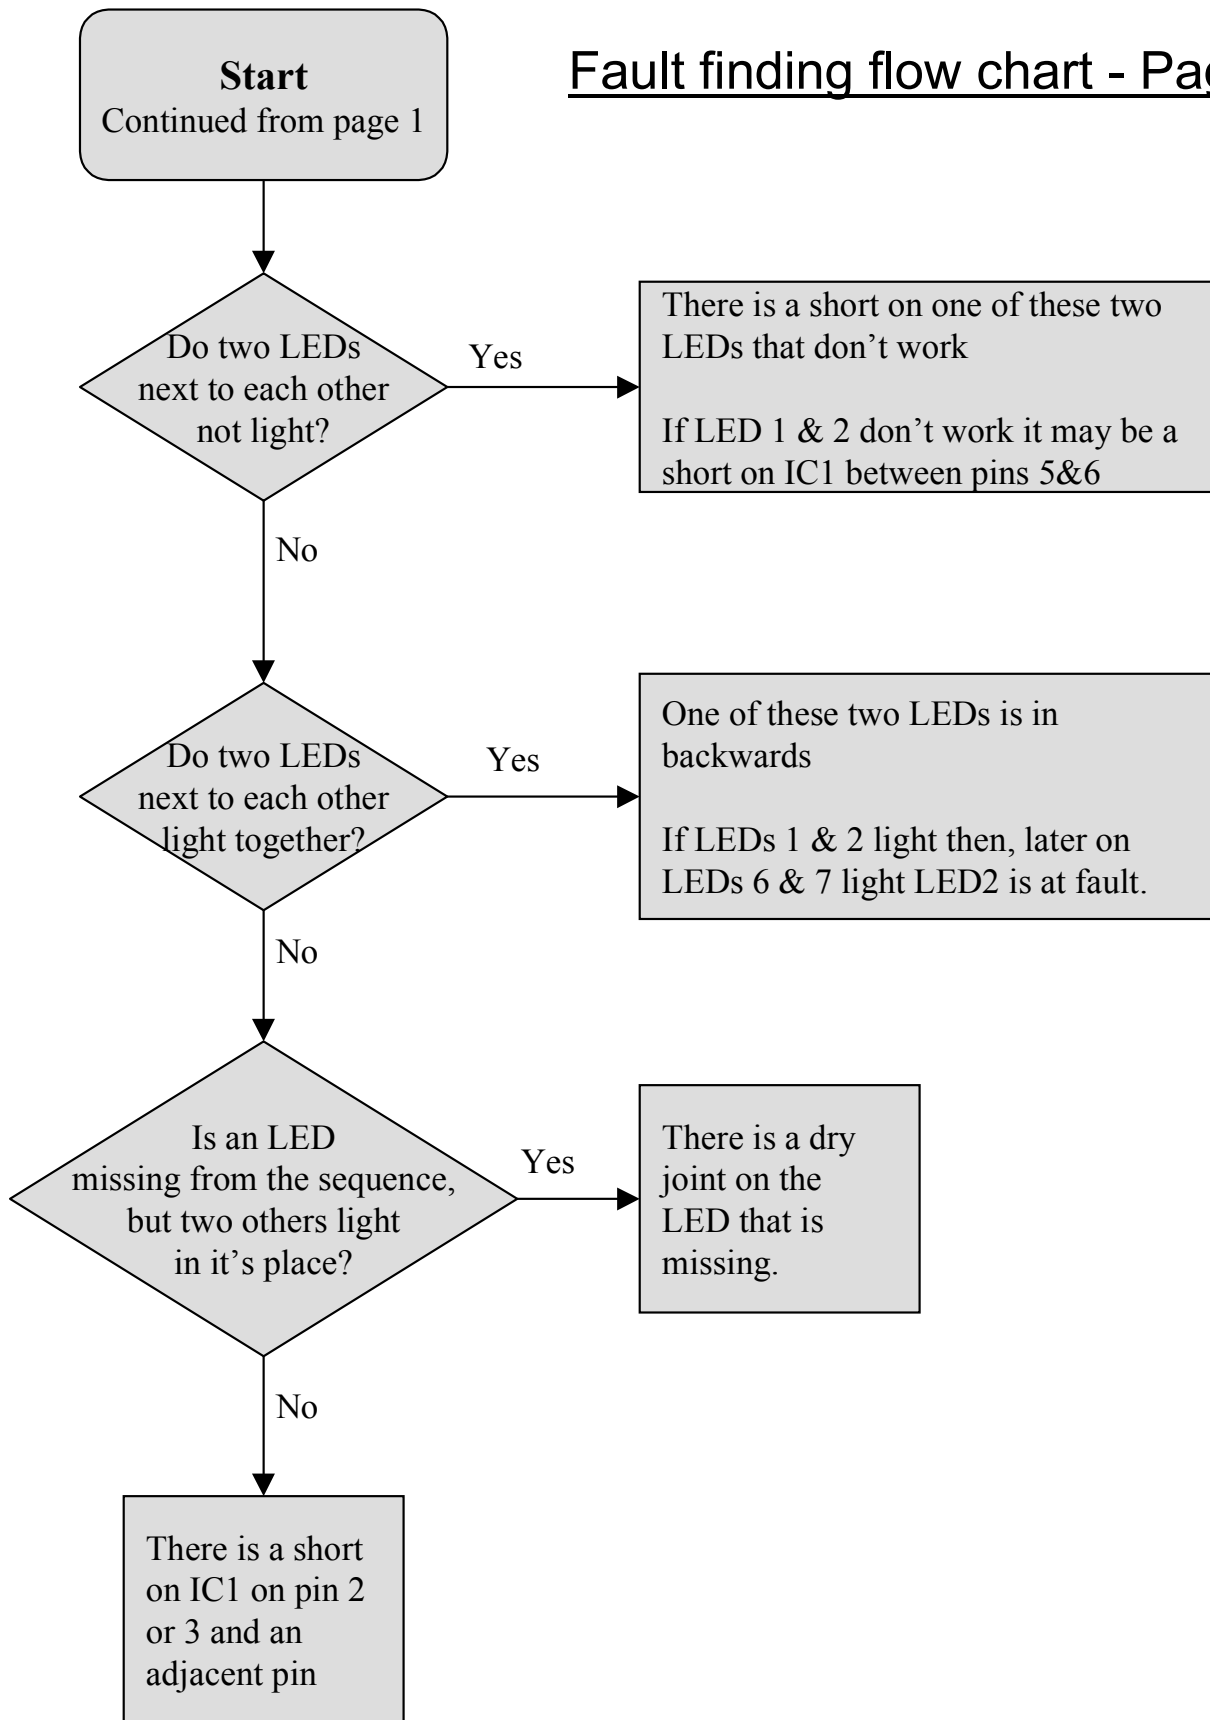 Start
Continued from page 1
Fault finding flow chart - Pag
Do two LEDs
next to each other
not light?
Yes
There is a short on one of these two
LEDs that don’t work
If LED 1 & 2 don’t work it may be a
short on IC1 between pins 5&6
No
Do two LEDs
next to each other
light together?
Yes
One of these two LEDs is in
backwards
If LEDs 1 & 2 light then, later on
LEDs 6 & 7 light LED2 is at fault.
No
Is an LED
missing from the sequence,
but two others light
in it’s place?
Yes
There is a dry
joint on the
LED that is
missing.
No
There is a short
on IC1 on pin 2
or 3 and an
adjacent pin